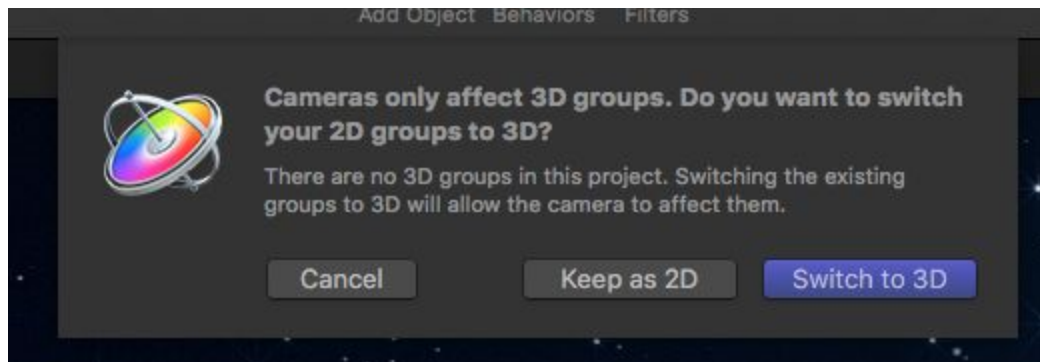 Add Object Behaviors Filters
Cameras only affect 3D groups. Do you want to switch
your 2D groups to 3D?
There are no 3D groups in this project. Switching the existing
groups to 3D will allow the camera to affect them.
Cancel Keep as 2D Switch to 3D